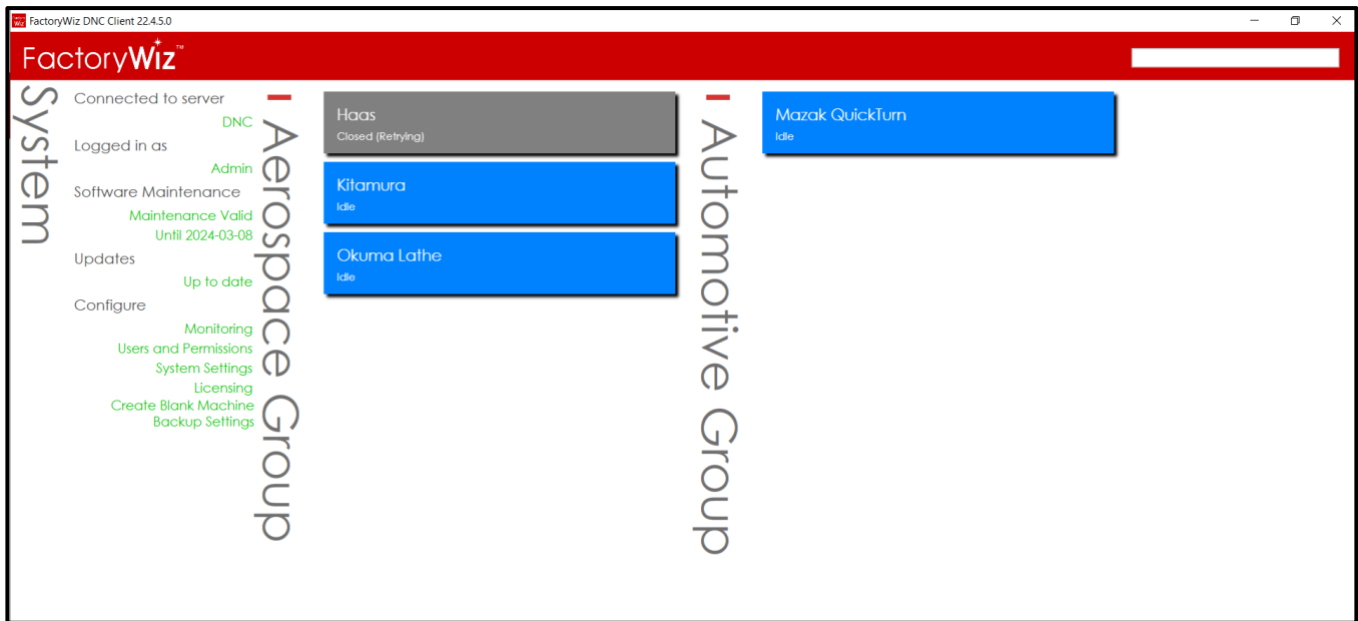 FactoryWiz DNC Client 22.4.5.0
FactoryWiz™
System
Connected to server
DNC
Logged in as
Admin
Software Maintenance
Maintenance Valid
Until 2024-03-08
Updates
Up to date
Configure
Monitoring
Users and Permissions
System Settings
Licensing
Create Blank Machine
Backup Settings
Aerospace Group
Haas
Closed (Retrying)
Kitamura
Idle
Okuma Lathe
Idle
Automotive Group
Mazak QuickTurn
Idle